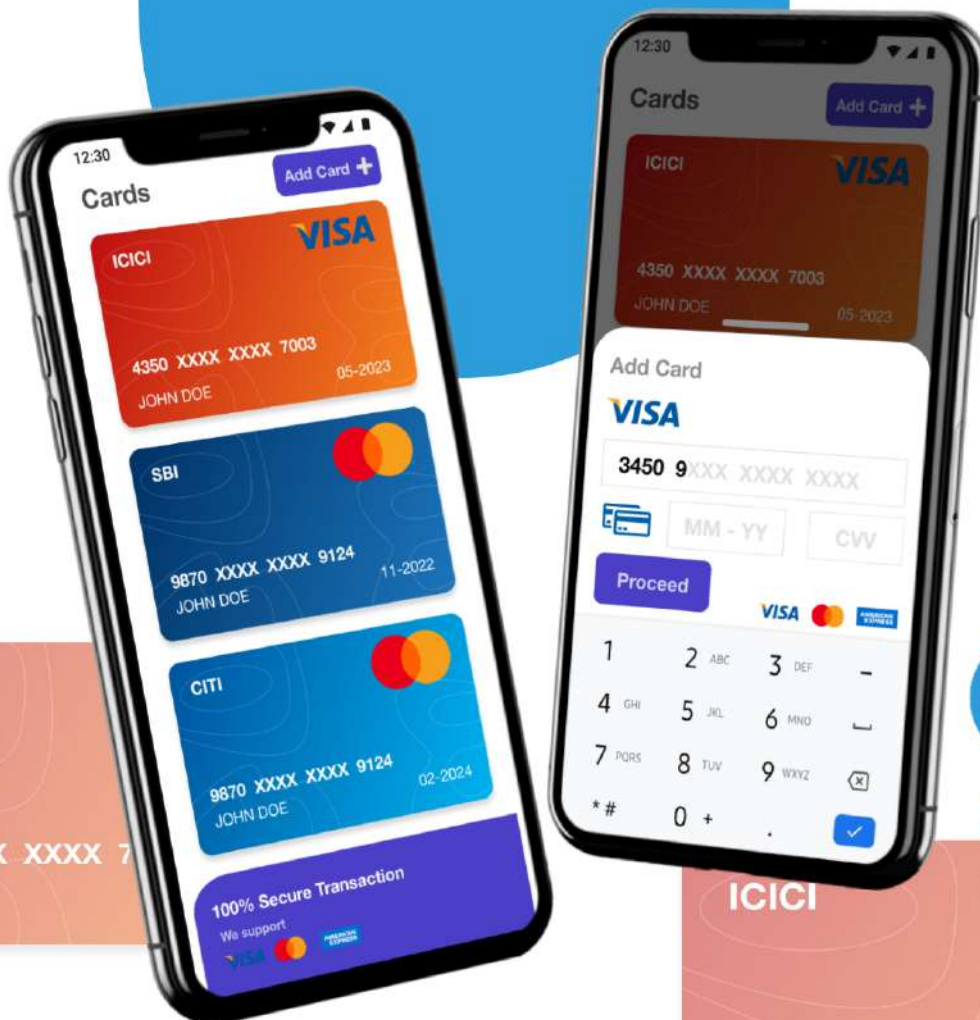 12:30
Cards
Add Card +
ICICI
VISA
4350 XXXX XXXX 7003
JOHN DOE
05-2023
SBI
9870 XXXX XXXX 9124
JOHN DOE
11-2022
CITI
9870 XXXX XXXX 9124
JOHN DOE
02-2024
100% Secure Transaction
We support
VISA
AMERICAN EXPRESS
12:30
Cards
Add Card +
ICICI
VISA
4350 XXXX XXXX 7003
JOHN DOE
05-2023
Add Card
VISA
3450 9XXX XXXX XXXX
MM - YY
CVV
Proceed
VISA
AMERICAN EXPRESS
1
2 ABC
3 DEF
-
4 GHI
5 JKL
6 MNO
7 PQRS
8 TUV
9 WXYZ
* #
0 +
.
X XXXX 7
ICICI